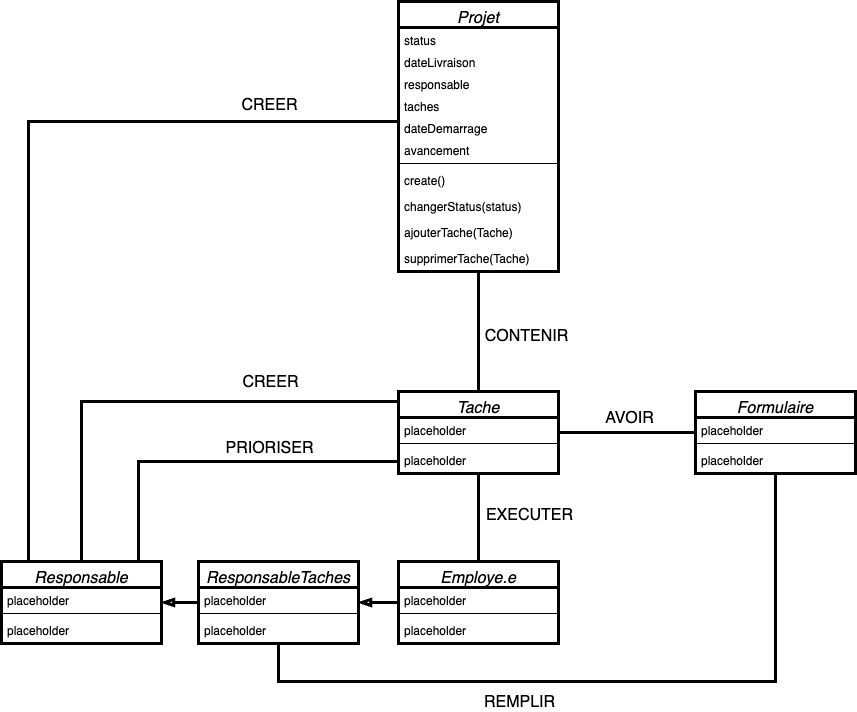 Projet
status
dateLivraison
responsable
taches
dateDemarrage
avancement
create()
changerStatus(status)
ajouterTache(Tache)
supprimerTache(Tache)
CREER
CONTENIR
CREER
Tache
placeholder
placeholder
AVOIR
Formulaire
placeholder
placeholder
PRIORISER
EXECUTER
Responsable
placeholder
placeholder
ResponsableTaches
placeholder
placeholder
Employe.e
placeholder
placeholder
REMPLIR